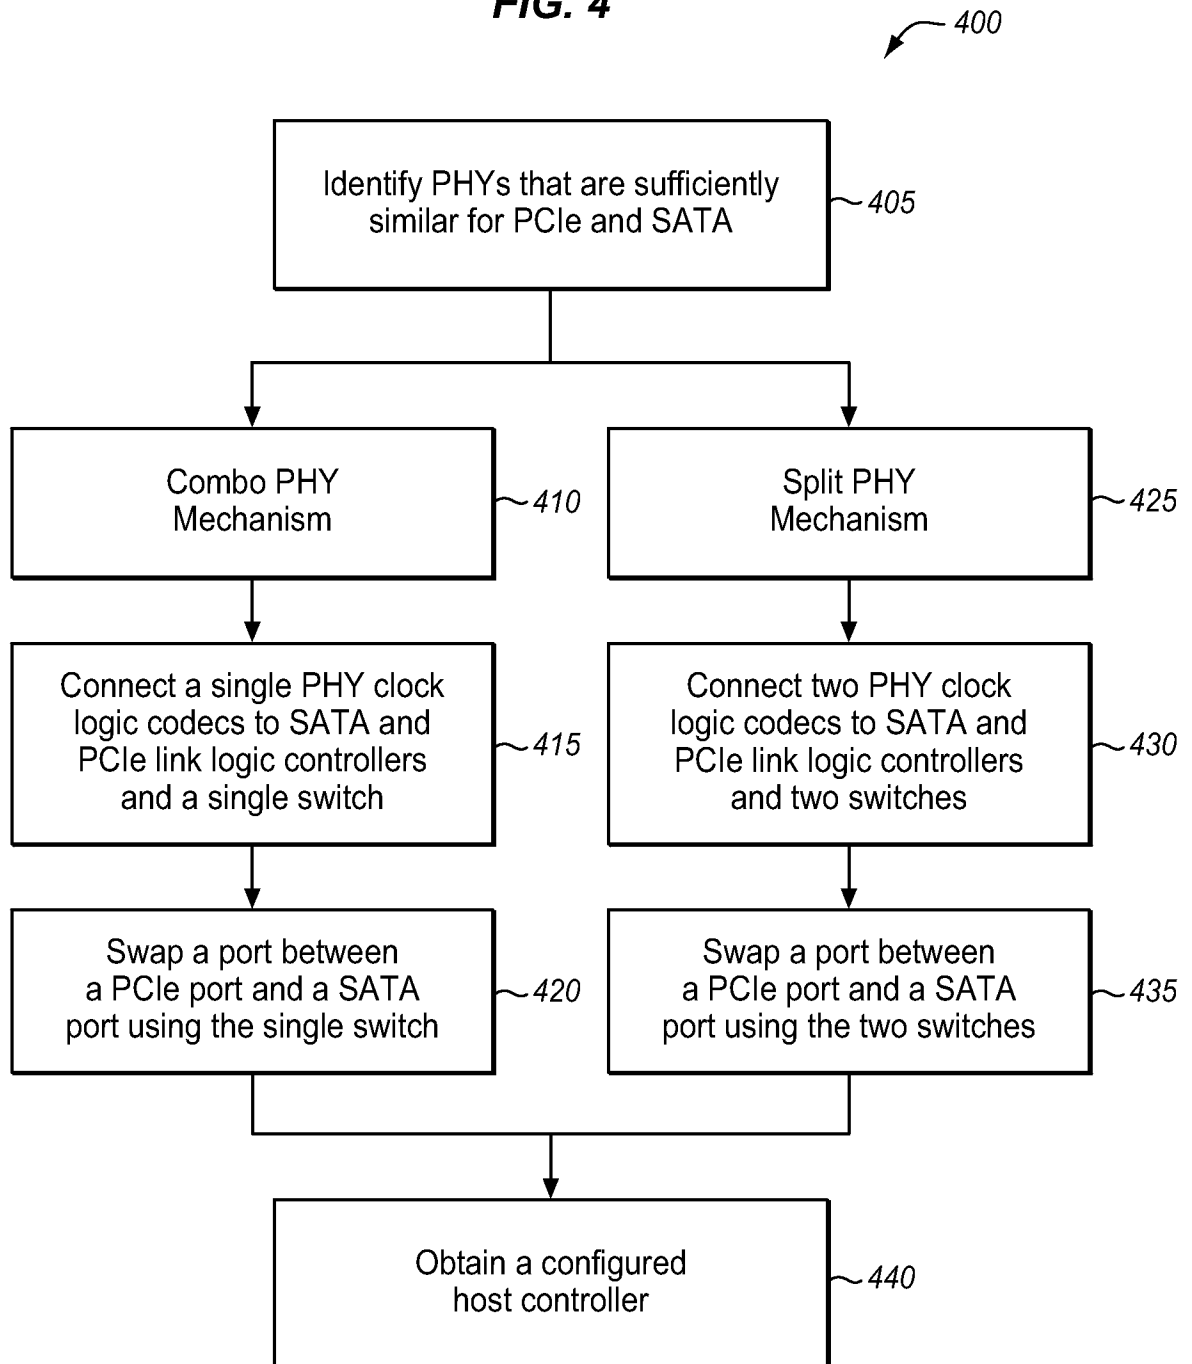 FIG. 4
400
Identify PHYs that are sufficiently
similar for PCIe and SATA
405
Combo PHY
Mechanism
410
Split PHY
Mechanism
425
Connect a single PHY clock
logic codecs to SATA and
PCIe link logic controllers
and a single switch
415
Connect two PHY clock
logic codecs to SATA and
PCIe link logic controllers
and two switches
430
Swap a port between
a PCIe port and a SATA
port using the single switch
420
Swap a port between
a PCIe port and a SATA
port using the two switches
435
Obtain a configured
host controller
440